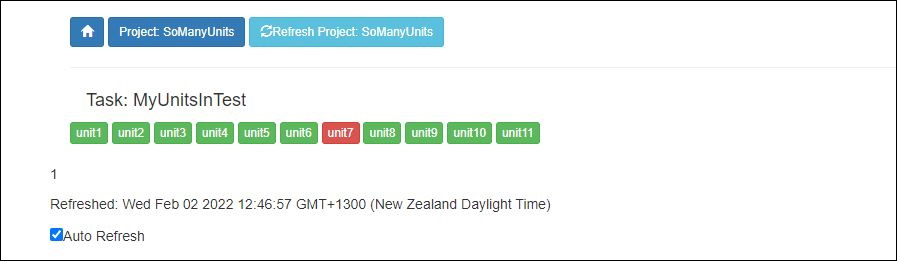 Project: SoManyUnits Refresh Project: SoManyUnits
Task: MyUnitsInTest
unit1 unit2 unit3 unit4 unit5 unit6 unit7 unit8 unit9 unit10 unit11
1
Refreshed: Wed Feb 02 2022 12:46:57 GMT+1300 (New Zealand Daylight Time)
Auto Refresh